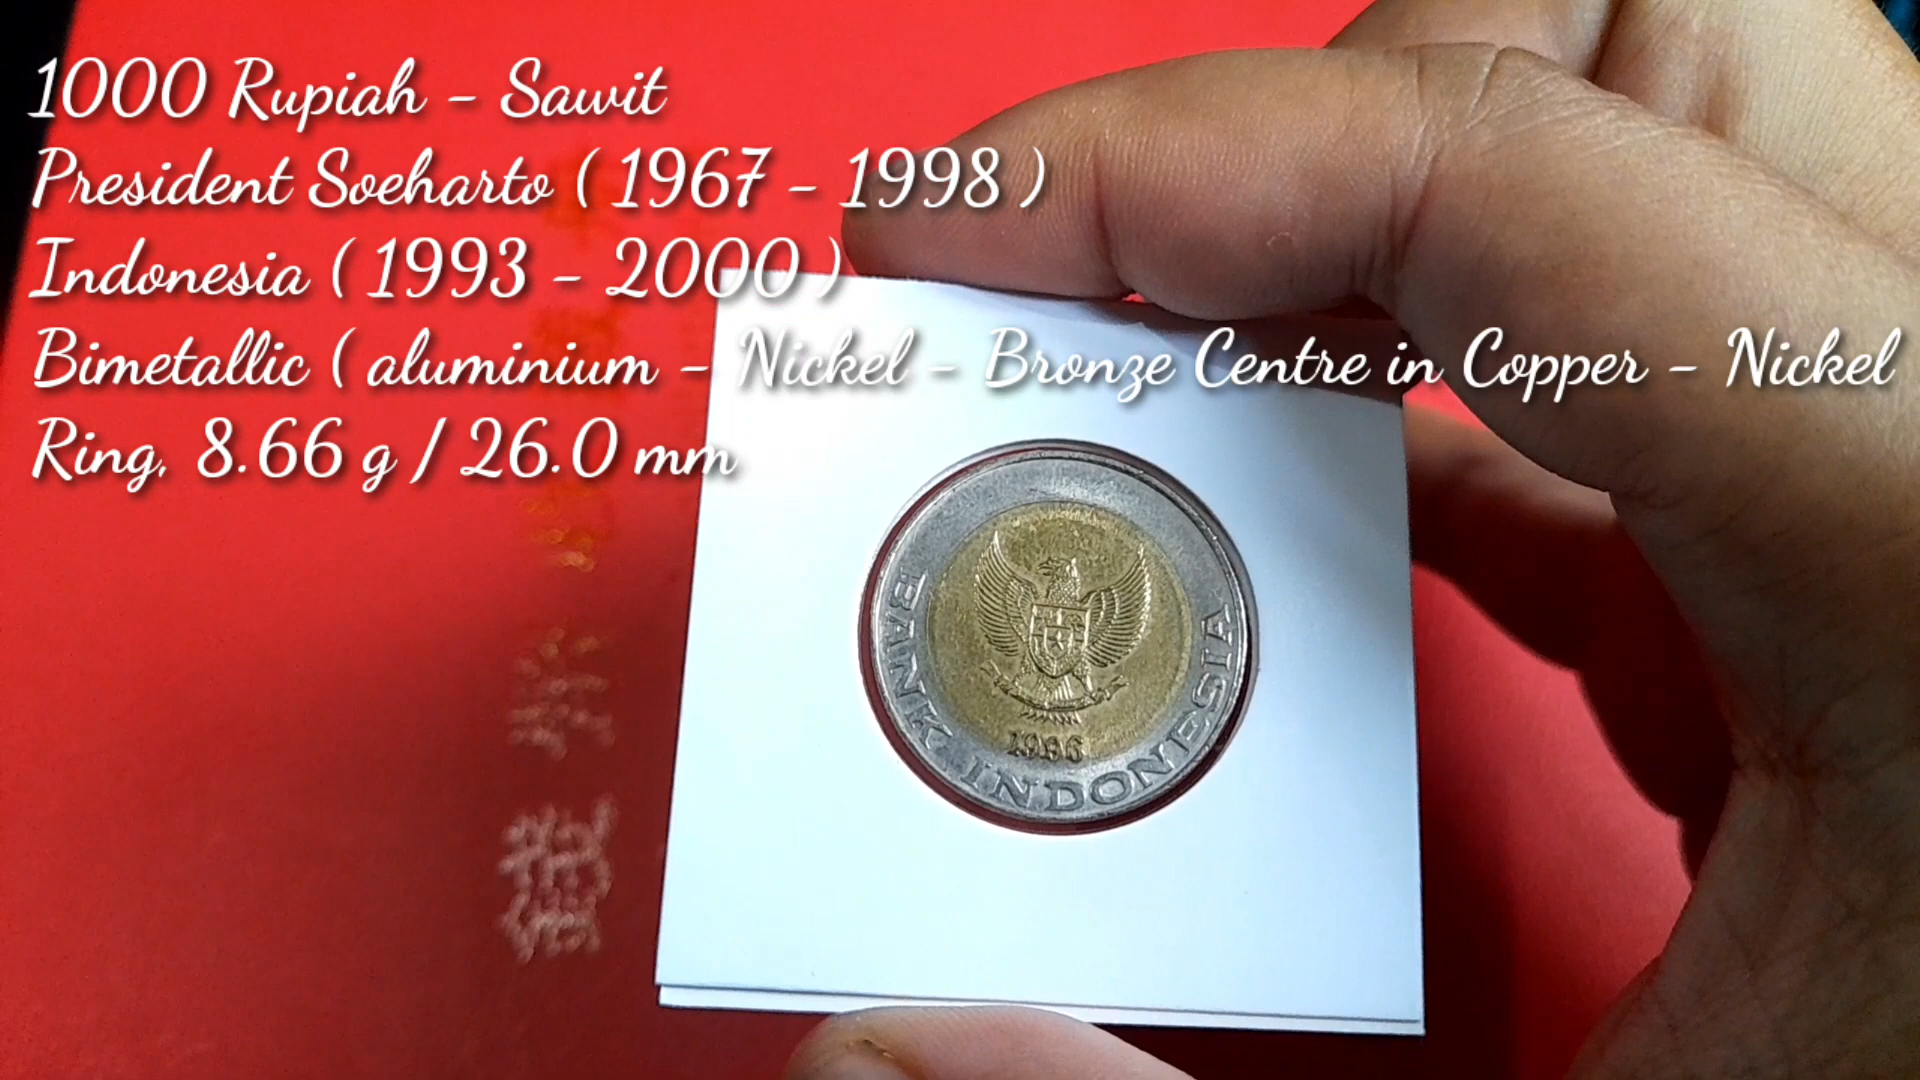 1000 Rupiah - Sawit
President Soeharto ( 1967 - 1998 )
Indonesia ( 1993 - 2000 )
Bimetallic ( aluminium - Nickel - Bronze Centre in Copper - Nickel
Ring, 8.66 g / 26.0 mm
BANK INDONESIA
1996